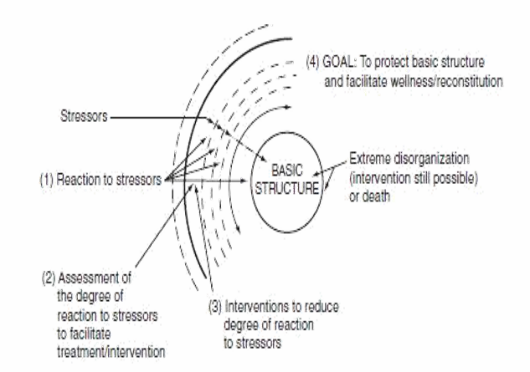 (4) GOAL: To protect basic structure
and facilitate wellness/reconstitution
Stressors
Extreme disorganization
(intervention still possible)
or death
BASIC
STRUCTURE
(1) Reaction to stressors
(2) Assessment of
the degree of
reaction to stressors
to facilitate
treatment/intervention
(3) Interventions to reduce
degree of reaction
to stressors